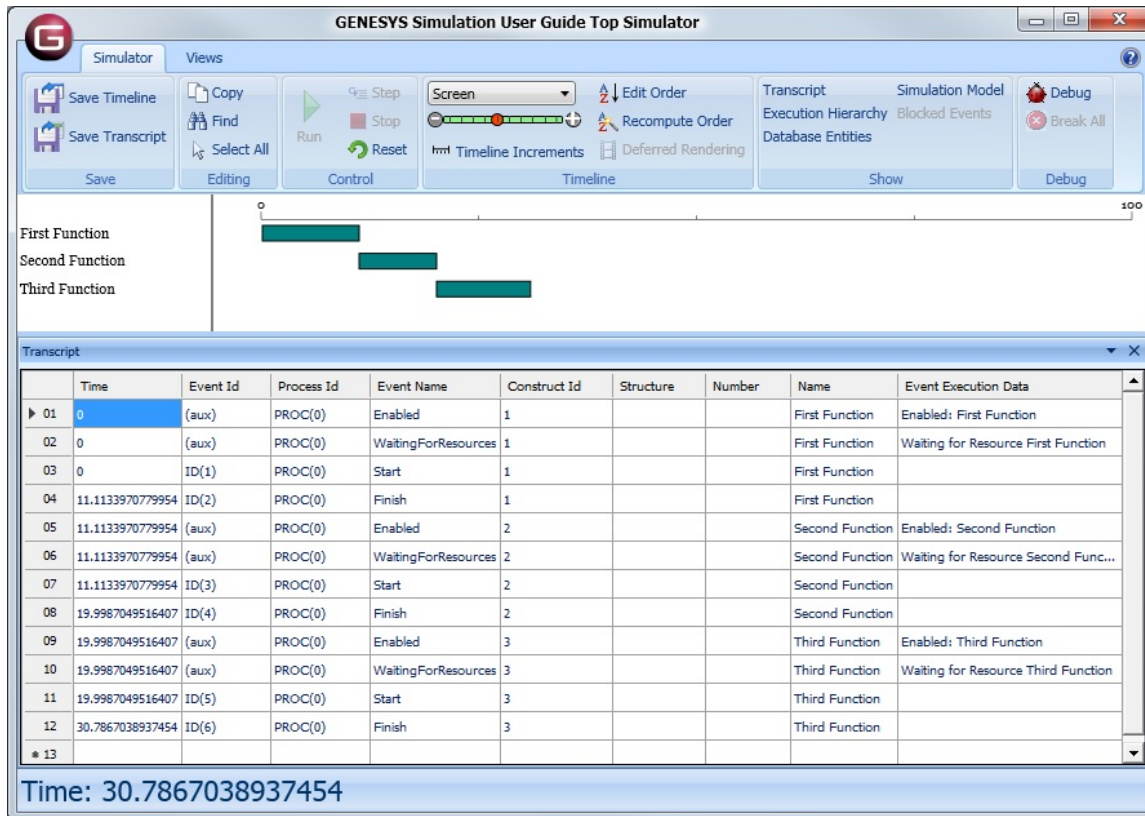 GENESYS Simulation User Guide Top Simulator
G
Simulator Views
Save Timeline
Save Transcript
Save
Copy
Find
Select All
Editing
Run
Step
Stop
Reset
Control
Screen
Timeline Increments
Edit Order
Recompute Order
Deferred Rendering
Timeline
Transcript
Execution Hierarchy
Database Entities
Simulation Model
Blocked Events
Show
Debug
Break All
Debug
0 100
First Function
Second Function
Third Function
Transcript
Time Event Id Process Id Event Name Construct Id Structure Number Name Event Execution Data
01 0 (aux) PROC(0) Enabled 1 First Function Enabled: First Function
02 0 (aux) PROC(0) WaitingForResources 1 First Function Waiting for Resource First Function
03 0 ID(1) PROC(0) Start 1 First Function
04 11.1133970779954 ID(2) PROC(0) Finish 1 First Function
05 11.1133970779954 (aux) PROC(0) Enabled 2 Second Function Enabled: Second Function
06 11.1133970779954 (aux) PROC(0) WaitingForResources 2 Second Function Waiting for Resource Second Func...
07 11.1133970779954 ID(3) PROC(0) Start 2 Second Function
08 19.9987049516407 ID(4) PROC(0) Finish 2 Second Function
09 19.9987049516407 (aux) PROC(0) Enabled 3 Third Function Enabled: Third Function
10 19.9987049516407 (aux) PROC(0) WaitingForResources 3 Third Function Waiting for Resource Third Function
11 19.9987049516407 ID(5) PROC(0) Start 3 Third Function
12 30.7867038937454 ID(6) PROC(0) Finish 3 Third Function
* 13
Time: 30.7867038937454